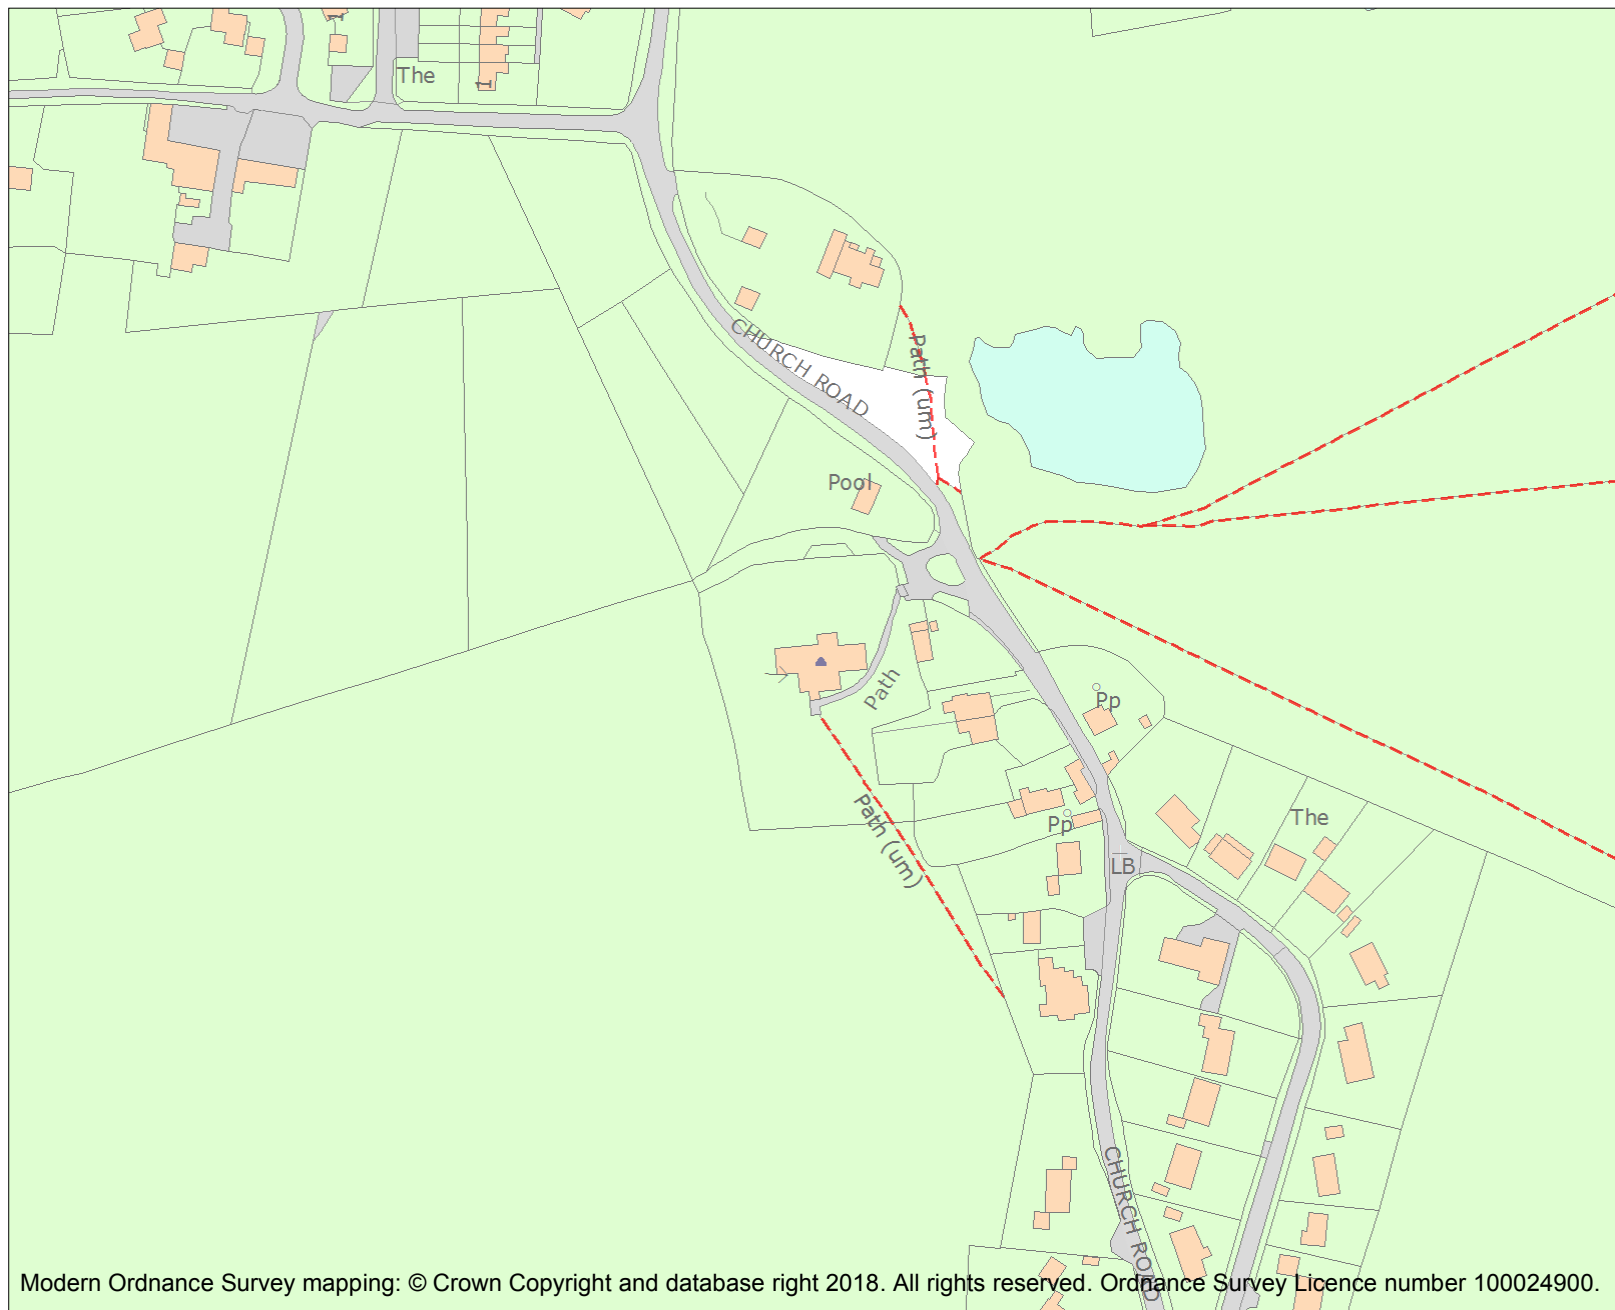 The
CHURCH ROAD
Path (um)
Pool
Path
Pp
Path (um)
Pp
The
LB
CHURCH ROAD
Modern Ordnance Survey mapping: © Crown Copyright and database right 2018. All rights reserved. Ordnance Survey Licence number 100024900.